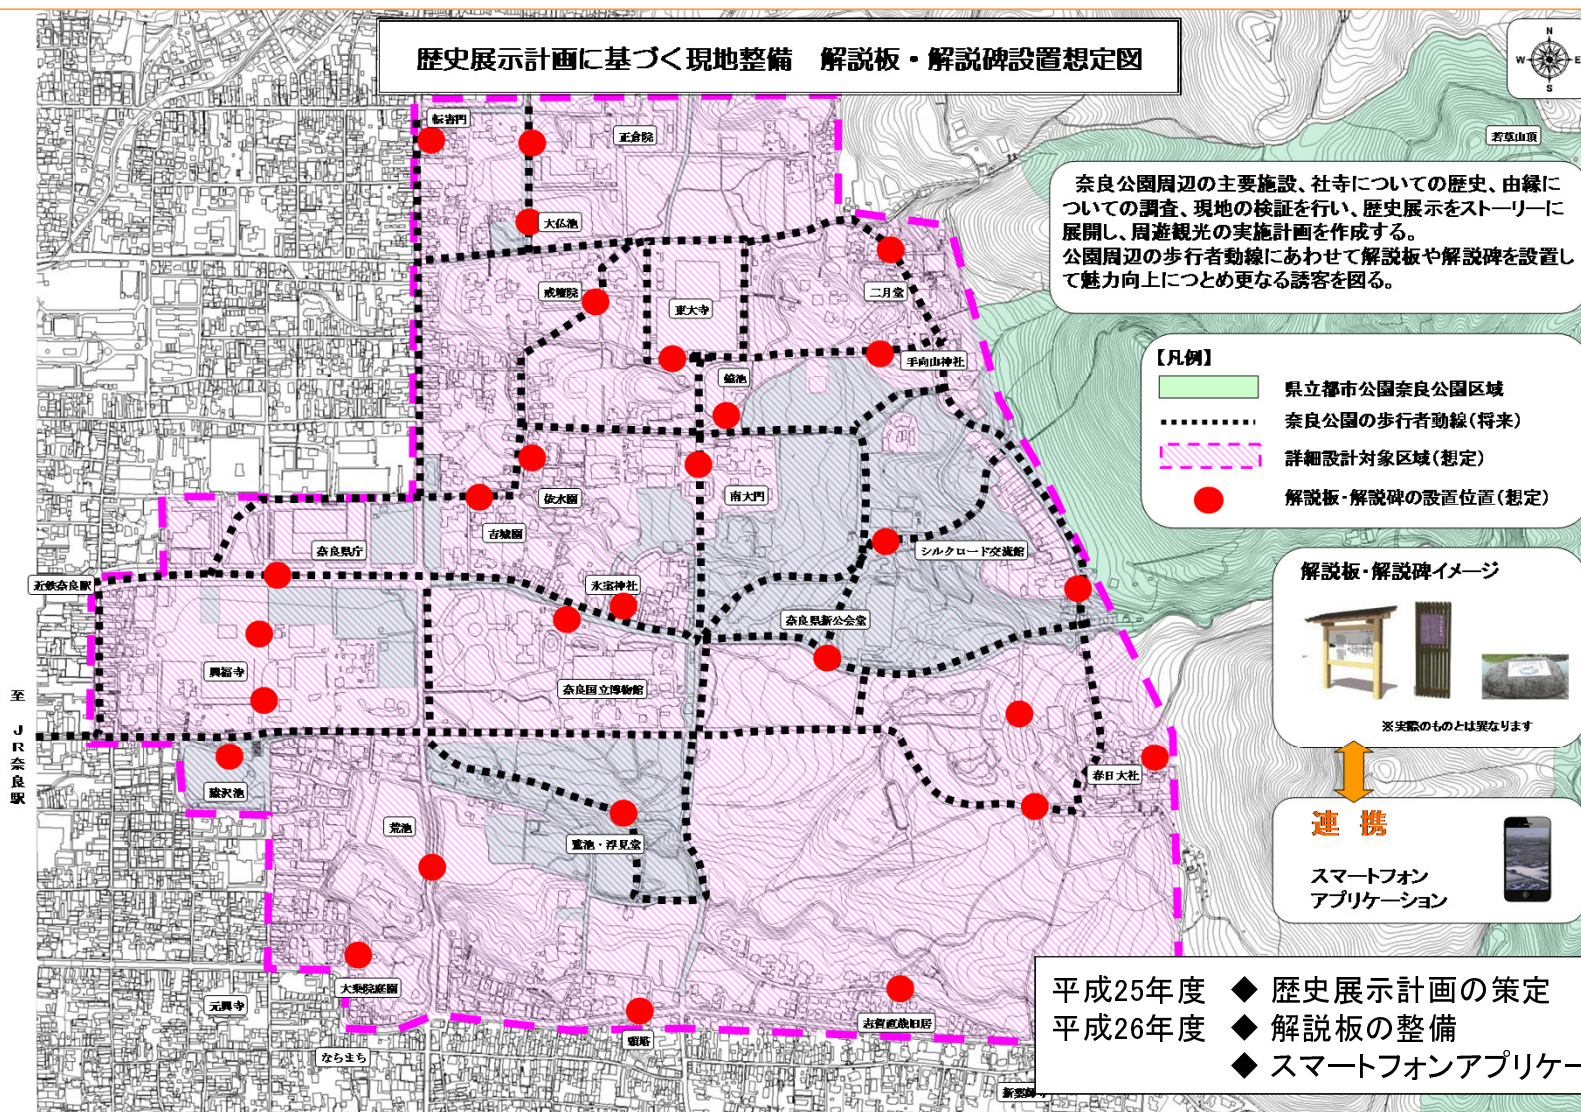 歴史展示計画に基づく現地整備　解説板・解説碑設置想定図
N
W
E
S
若草山頂
転害門
正倉院
大仏池
戒壇院
東大寺
二月堂
手向山神社
鏡池
依水園
南大門
吉城園
奈良県庁
シルクロード交流館
近鉄奈良駅
氷室神社
奈良県新公会堂
興福寺
奈良国立博物館
至　ＪＲ奈良駅
猿沢池
春日大社
荒池
鷺池・浮見堂
大乗院庭園
元興寺
頭塔
志賀直哉旧居
ならまち
新薬師寺
奈良公園周辺の主要施設、社寺についての歴史、由緒に
ついての調査、現地の検証を行い、歴史展示をストーリーに
展開し、周遊観光の実施計画を作成する。
公園周辺の歩行者動線にあわせて解説板や解説碑を設置し
て魅力向上につとめ更なる誘客を図る。
【凡例】
県立都市公園奈良公園区域
奈良公園の歩行者動線（将来）
詳細設計対象区域（想定）
解説板・解説碑の設置位置（想定）
解説板・解説碑イメージ
※実際のものとは異なります
連 携
スマートフォン
アプリケーション
平成25年度　◆ 歴史展示計画の策定
平成26年度　◆ 解説板の整備
◆ スマートフォンアプリケー